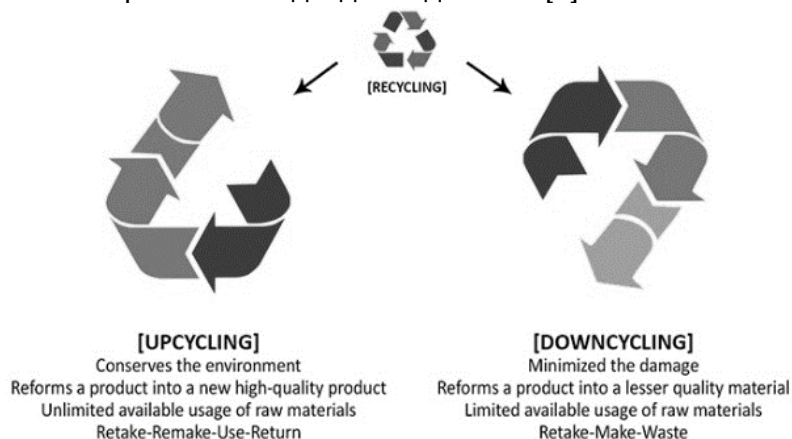 [RECYCLING]
[UPCYCLING]
Conserves the environment
Reforms a product into a new high-quality product
Unlimited available usage of raw materials
Retake-Remake-Use-Return
[DOWNCYCLING]
Minimized the damage
Reforms a product into a lesser quality material
Limited available usage of raw materials
Retake-Make-Waste